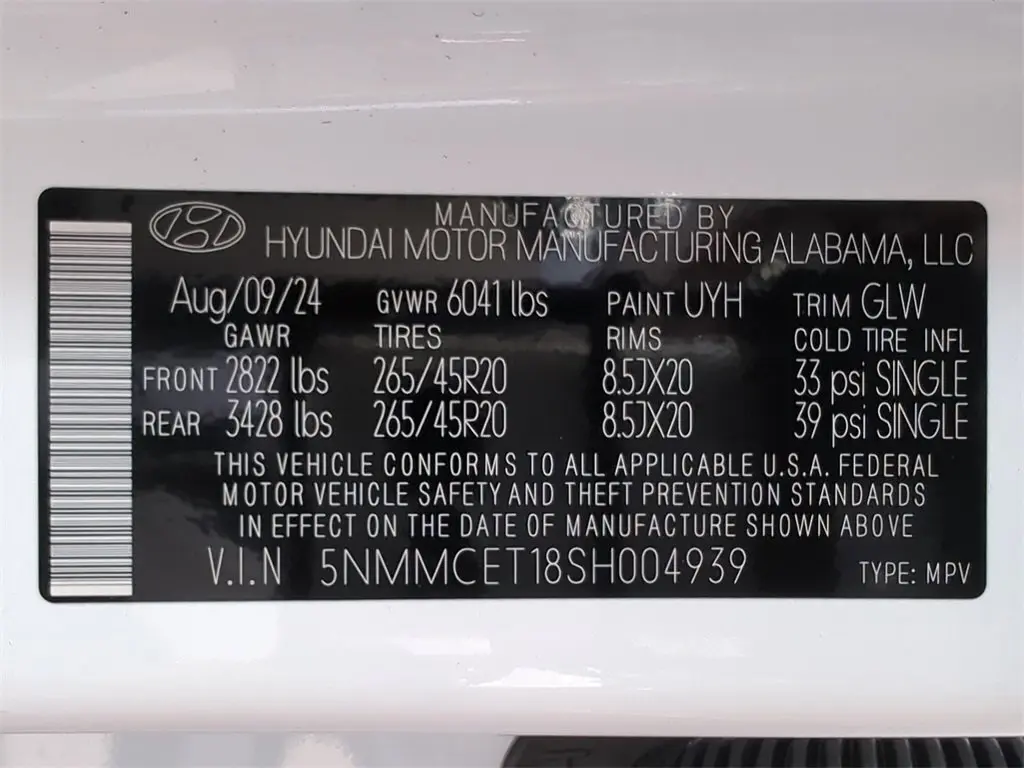 MANUFACTURED BY
HYUNDAI MOTOR MANUFACTURING ALABAMA, LLC
Aug/09/24 GVWR 6041 lbs PAINT UYH TRIM GLW
GAWR TIRES RIMS COLD TIRE INFL
FRONT 2822 lbs 265/45R20 8.5JX20 33 psi SINGLE
REAR 3428 lbs 265/45R20 8.5JX20 39 psi SINGLE
THIS VEHICLE CONFORMS TO ALL APPLICABLE U.S.A. FEDERAL
MOTOR VEHICLE SAFETY AND THEFT PREVENTION STANDARDS
IN EFFECT ON THE DATE OF MANUFACTURE SHOWN ABOVE
V.I.N 5NMMCET18SH004939 TYPE: MPV